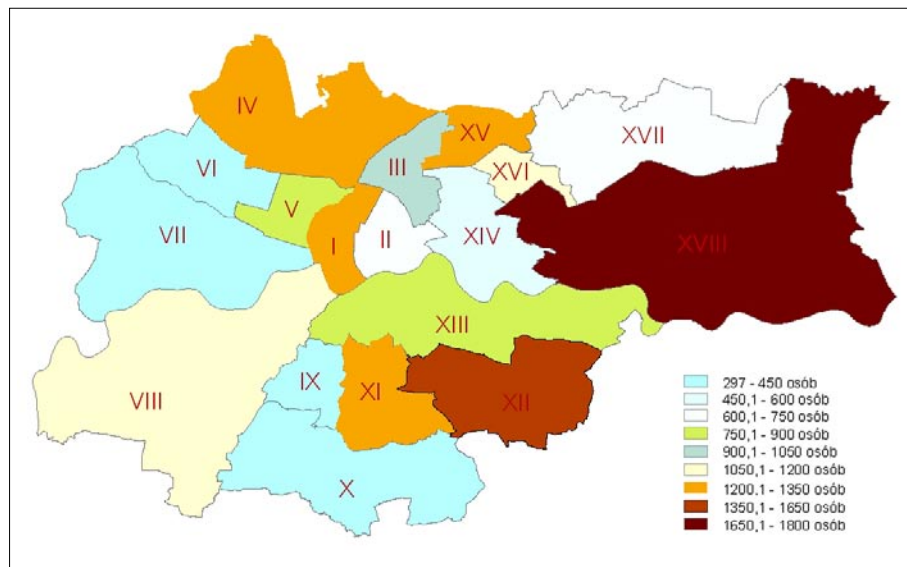 IV
XV
XVII
III
VI
XVI
V
VII
I
II
XIV
XVIII
XIII
IX
XI
XII
VIII
X
297 - 450 osób
450,1 - 600 osób
600,1 - 750 osób
750,1 - 900 osób
900,1 - 1050 osób
1050,1 - 1200 osób
1200,1 - 1350 osób
1350,1 - 1650 osób
1650,1 - 1800 osób